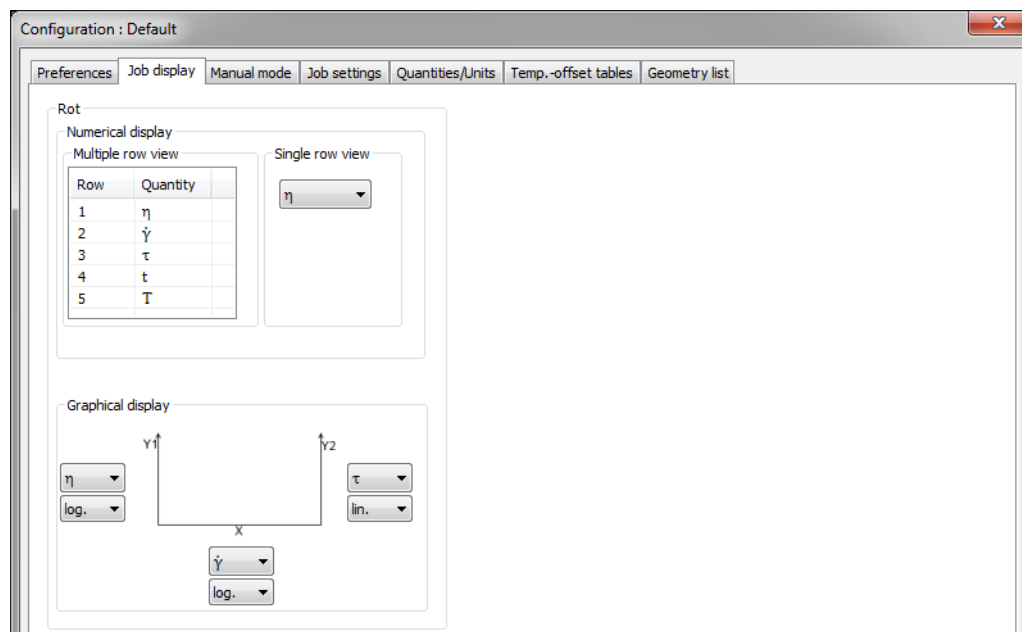 Configuration : Default
Preferences Job display Manual mode Job settings Quantities/Units Temp.-offset tables Geometry list
Rot
Numerical display
Multiple row view Single row view
Row Quantity
η
1 η
2 γ̇
3 τ
4 t
5 T
Graphical display
Y1 Y2
η τ
log. lin.
X
γ̇
log.